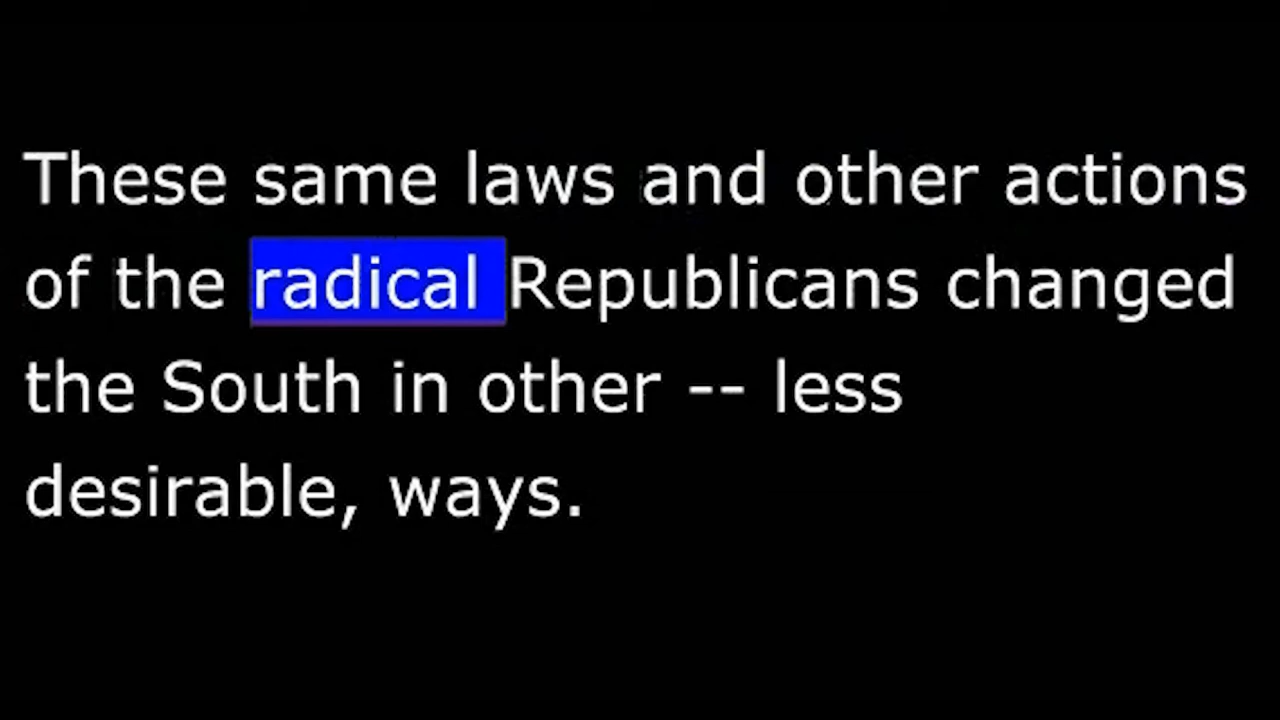 These same laws and other actions
of the radical Republicans changed
the South in other -- less
desirable, ways.